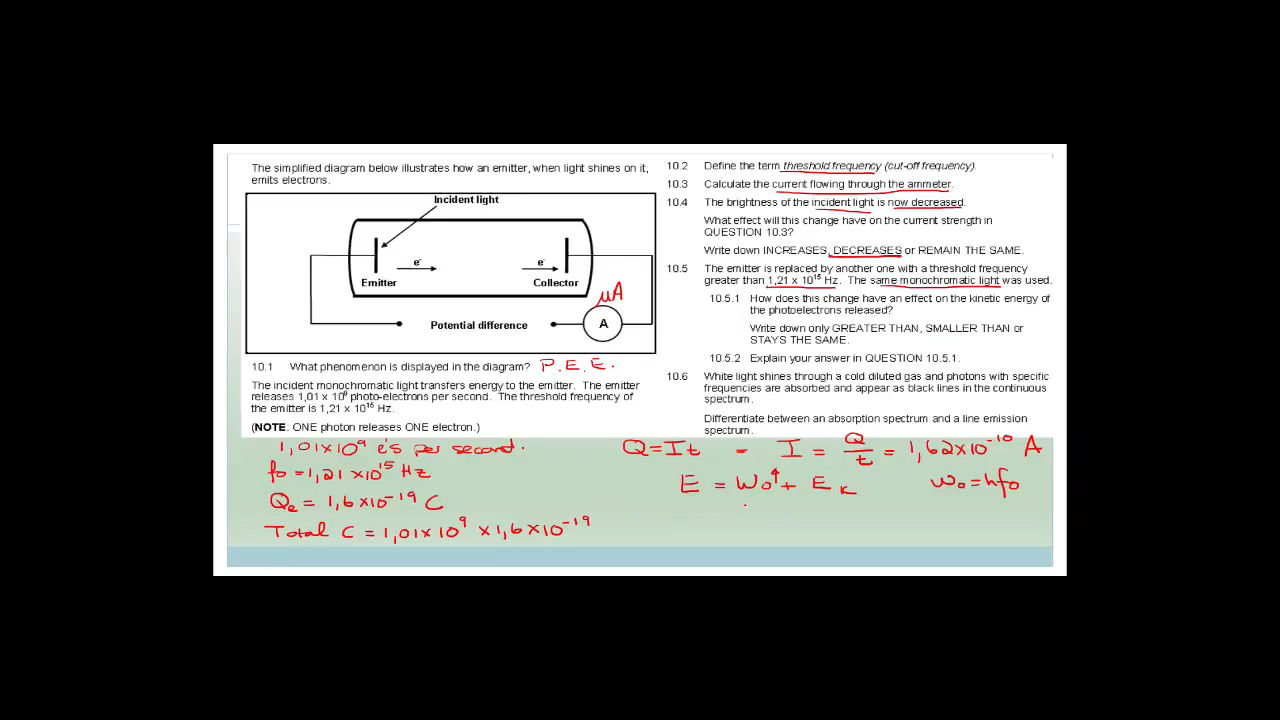 The simplified diagram below illustrates how an emitter, when light shines on it,
emits electrons.
Incident light
e⁻
e⁻
Emitter
Collector
μA
Potential difference
A
10.1 What phenomenon is displayed in the diagram? P.E.E.
The incident monochromatic light transfers energy to the emitter. The emitter
releases 1,01 x 10⁹ photo-electrons per second. The threshold frequency of
the emitter is 1,21 x 10¹⁵ Hz.
(NOTE: ONE photon releases ONE electron.)
1,01x10⁹ e's per second.
fo = 1,21 x10¹⁵ Hz
Qe = 1,6x10⁻¹⁹ C
Total C = 1,01x10⁹ x1,6x10⁻¹⁹
10.2 Define the term threshold frequency (cut-off frequency).
10.3 Calculate the current flowing through the ammeter.
10.4 The brightness of the incident light is now decreased.
What effect will this change have on the current strength in
QUESTION 10.3?
Write down INCREASES, DECREASES or REMAIN THE SAME.
10.5 The emitter is replaced by another one with a threshold frequency
greater than 1,21 x 10¹⁵ Hz. The same monochromatic light was used.
10.5.1 How does this change have an effect on the kinetic energy of
the photoelectrons released?
Write down only GREATER THAN, SMALLER THAN or
STAYS THE SAME.
10.5.2 Explain your answer in QUESTION 10.5.1.
10.6 White light shines through a cold diluted gas and photons with specific
frequencies are absorbed and appear as black lines in the continuous
spectrum.
Differentiate between an absorption spectrum and a line emission
spectrum.
Q=It = I = Q/t = 1,62x10⁻¹⁰ A
E = Wo↑ + Ek wo = hfo